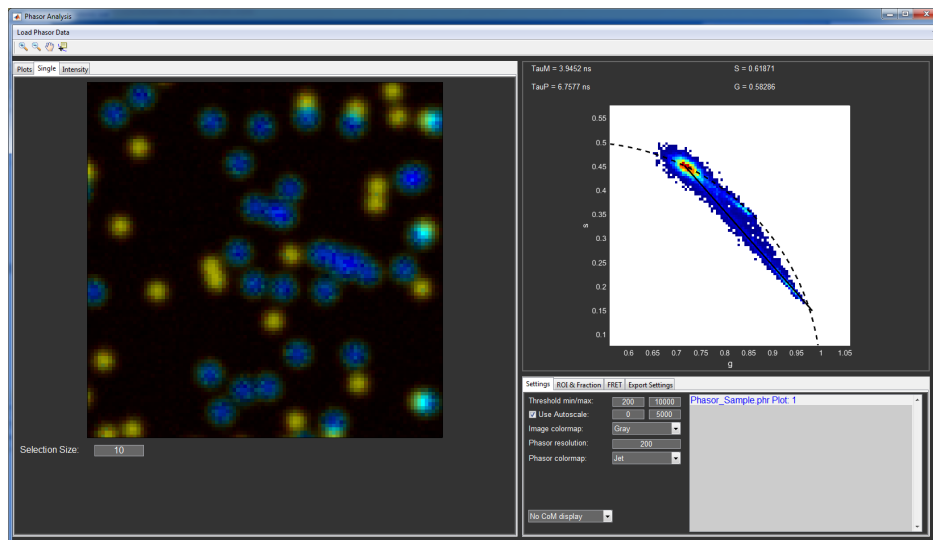 Phasor Analysis
Load Phasor Data
Plots Single Intensity
Selection Size: 10
TauM = 3.9452 ns S = 0.61871
TauP = 6.7577 ns G = 0.58286
0.55
0.5
0.45
0.4
0.35
0.3
0.25
0.2
0.15
0.1
s
0.6 0.65 0.7 0.75 0.8 0.85 0.9 0.95 1 1.05
g
Settings ROI & Fraction FRET Export Settings
Threshold min/max: 200 10000
Use Autoscale: 0 5000
Image colormap: Gray
Phasor resolution: 200
Phasor colormap: Jet
No CoM display
Phasor_Sample.phr Plot: 1